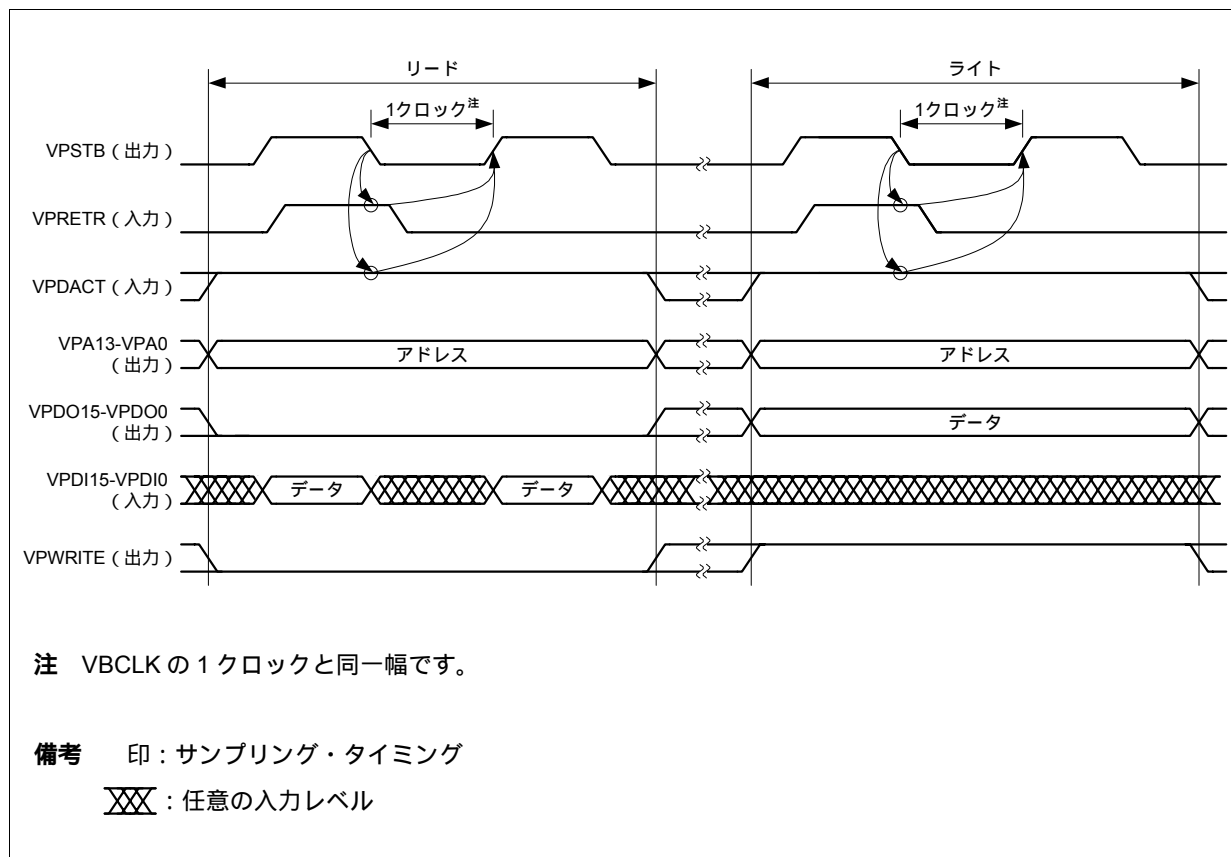 リード ライト
1クロック注 1クロック注
VPSTB（出力）
VPRETR（入力）
VPDACT（入力）
VPA13-VPA0
（出力）
アドレス アドレス
VPDO15-VPDO0
（出力）
データ
VPDI15-VPDI0
（入力）
データ データ
VPWRITE（出力）
注 VBCLK の 1 クロックと同一幅です。
備考 印：サンプリング・タイミング
：任意の入力レベル